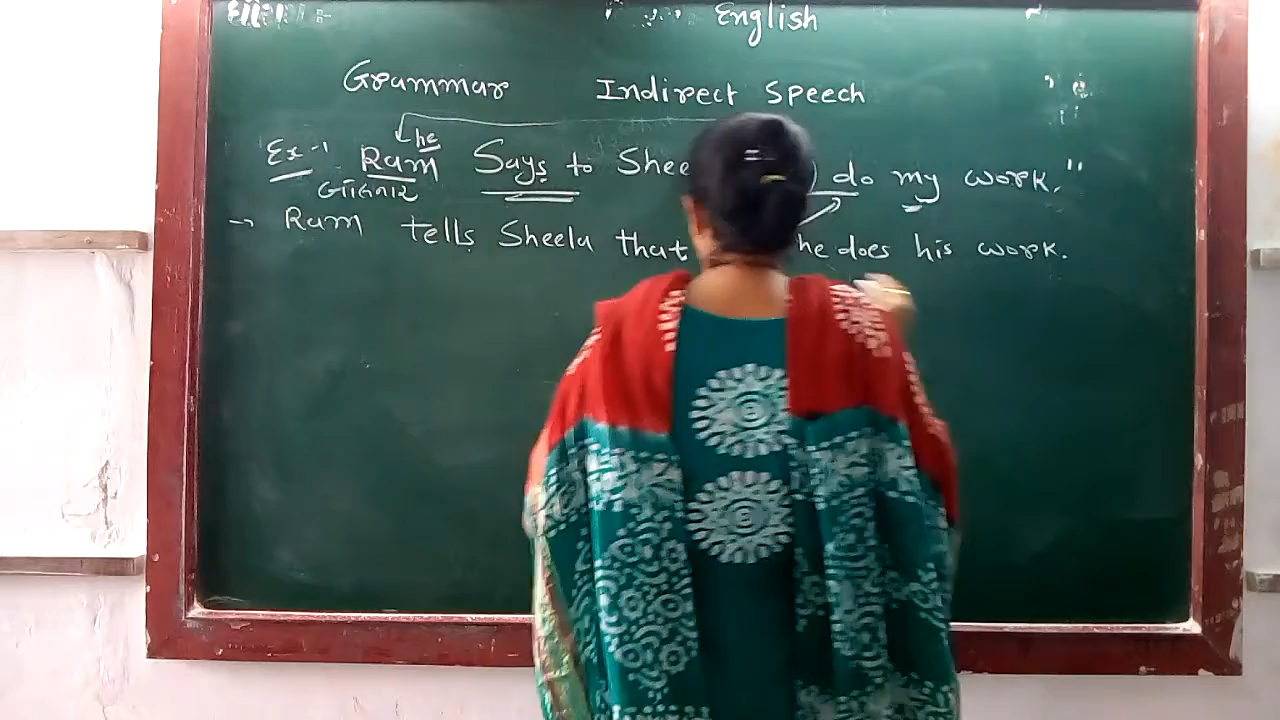 English
Grammar Indirect Speech
he
Ex-1 Ram Says to Shee do my work."
બોલનાર
→ Ram tells Sheela that he does his work.